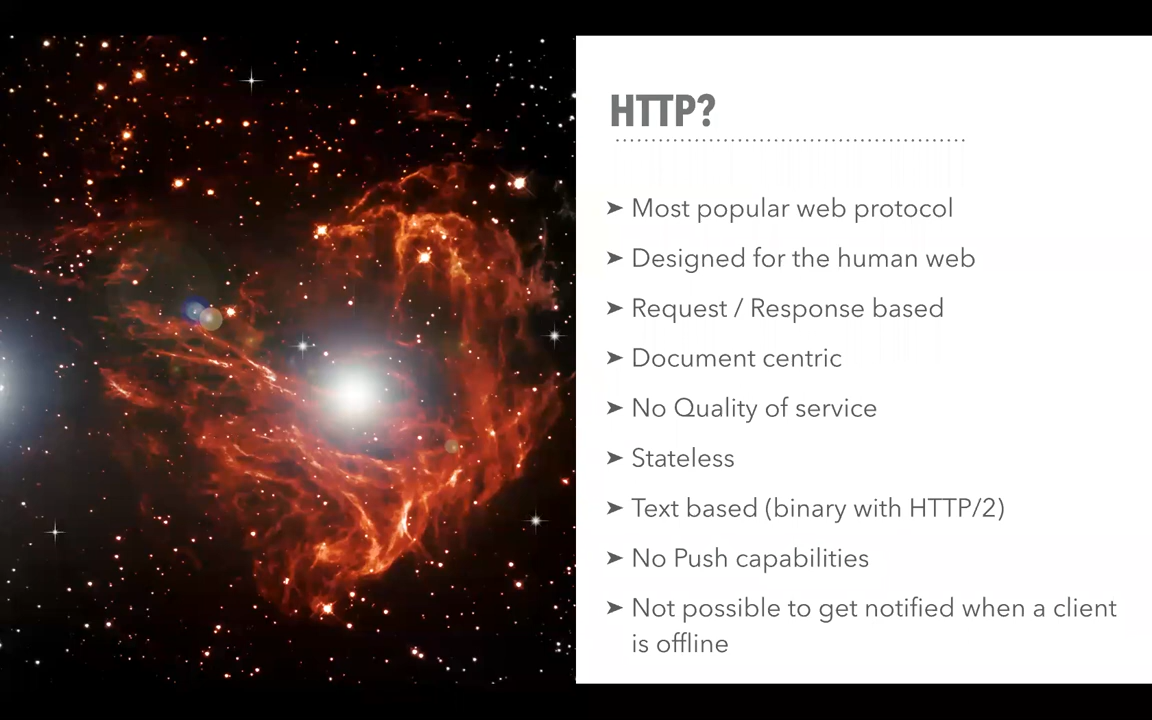 HTTP?
➤ Most popular web protocol
➤ Designed for the human web
➤ Request / Response based
➤ Document centric
➤ No Quality of service
➤ Stateless
➤ Text based (binary with HTTP/2)
➤ No Push capabilities
➤ Not possible to get notified when a client
is offline